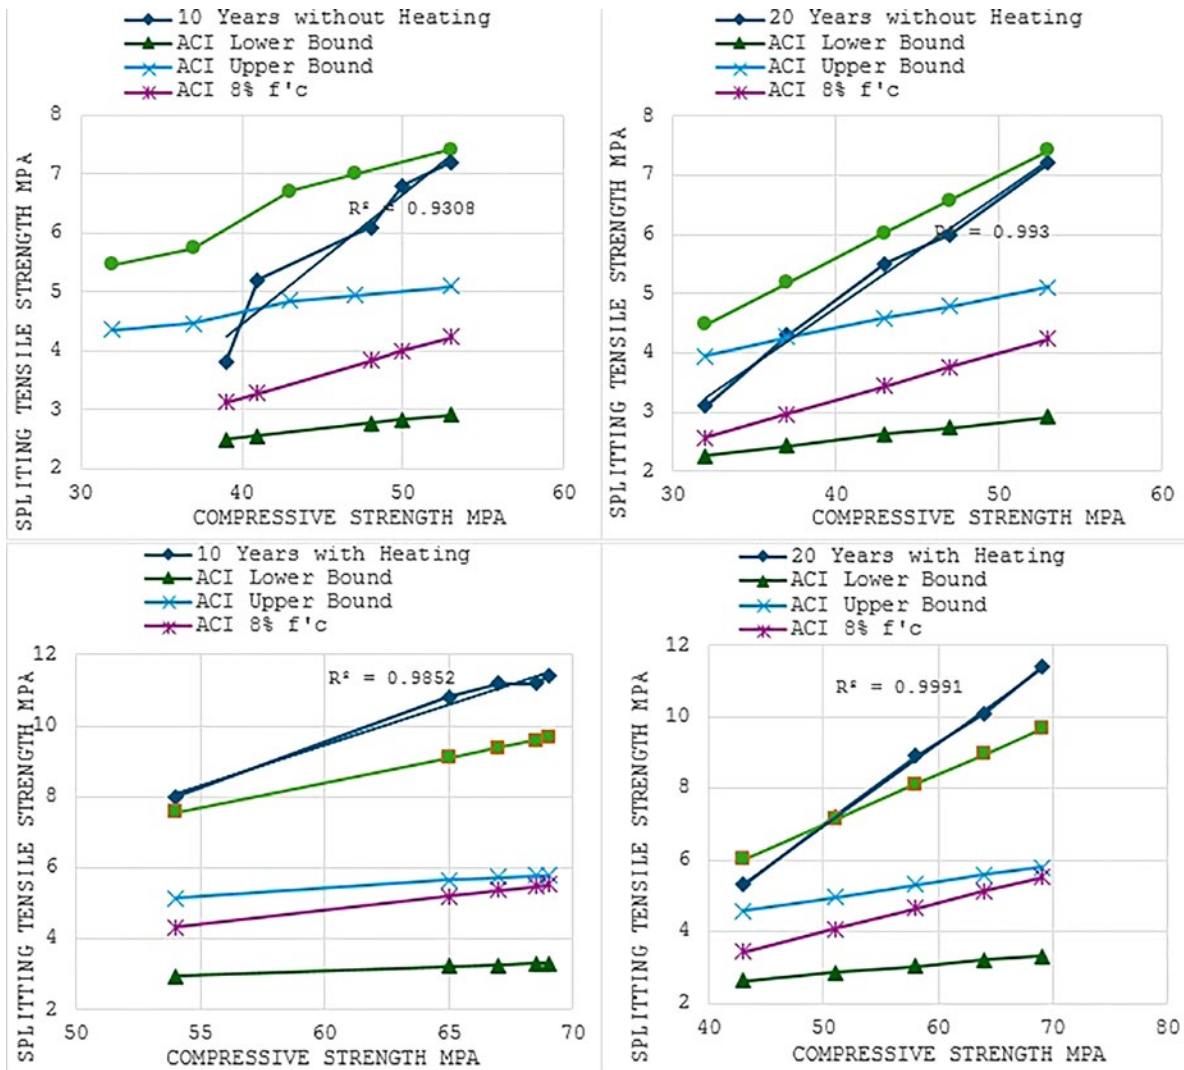 10 Years without Heating
ACI Lower Bound
ACI Upper Bound
ACI 8% f'c
8
7
6
5
4
3
2
R² = 0.9308
30
40
50
60
SPLITING TENSILE STRENGTH MPA
COMPRESSIVE STRENGTH MPA
20 Years without Heating
ACI Lower Bound
ACI Upper Bound
ACI 8% f'c
8
7
6
5
4
3
2
R² = 0.993
30
40
50
60
SPLITTING TENSILE STRENGTH MPA
COMPRESSIVE STRENGTH MPA
10 Years with Heating
ACI Lower Bound
ACI Upper Bound
ACI 8% f'c
12
10
8
6
4
2
R² = 0.9852
50
55
60
65
70
SPLITTING TENSILE STRENGTH MPA
COMPRESSIVE STRENGTH MPA
20 Years with Heating
ACI Lower Bound
ACI Upper Bound
ACI 8% f'c
12
10
8
6
4
2
R² = 0.9991
40
50
60
70
80
SPLITTING TENSILE STRENGTH MPA
COMPRESSIVE STRENGTH MPA